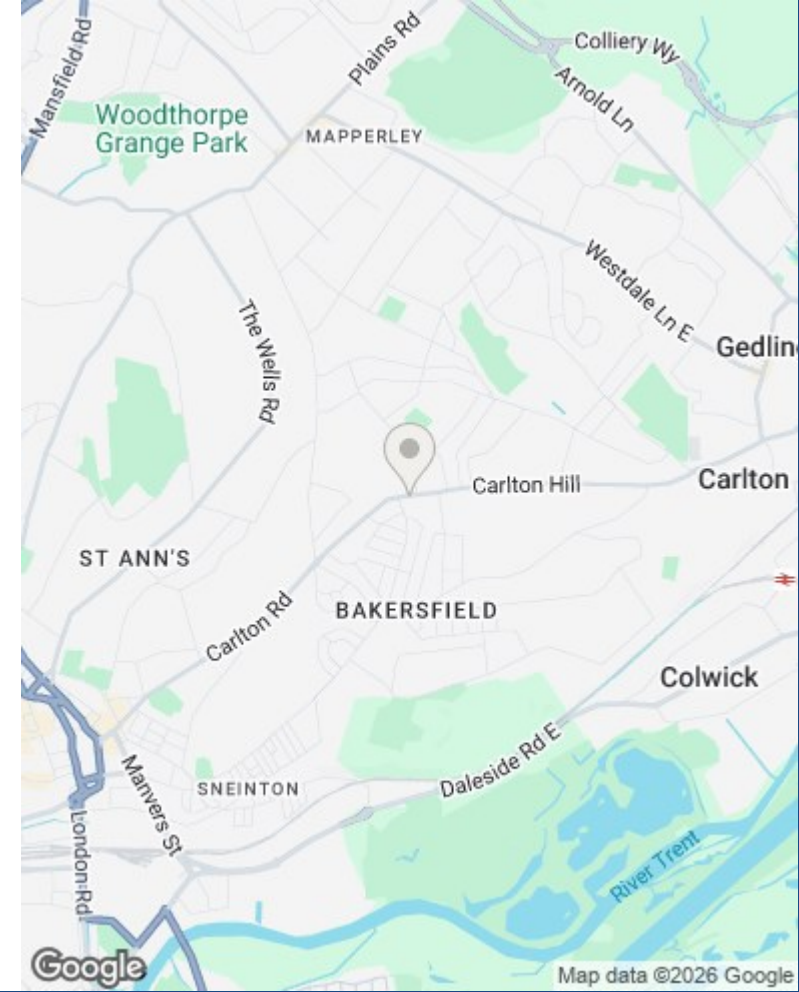 Mansfield Rd
Plains Rd
Colliery Wy
Arnold Ln
Woodthorpe
Grange Park
MAPPERLEY
Westdale Ln E
The Wells Rd
Gedlin
Carlton Hill
Carlton
ST ANN'S
Carlton Rd
BAKERSFIELD
Colwick
Daleside Rd E
Manvers St
SNEINTON
London Rd
River Trent
Google
Map data ©2026 Google